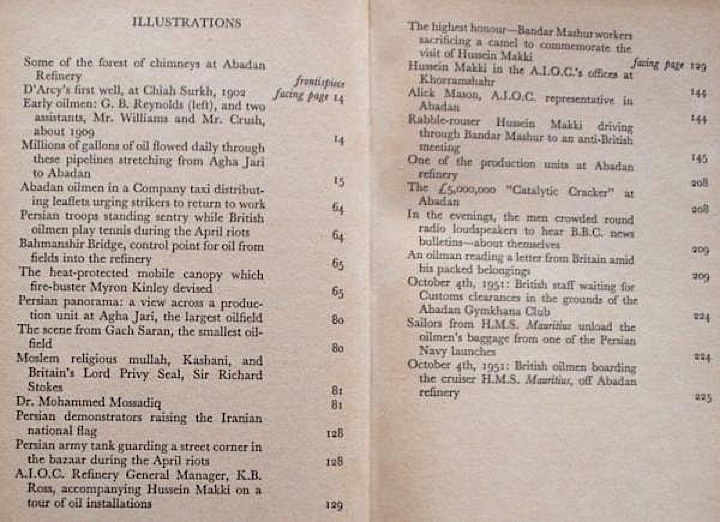 ILLUSTRATIONS
Some of the forest of chimneys at Abadan
Refinery frontispiece
D'Arcy's first well, at Chiah Surkh, 1902 facing page 14
Early oilmen: G. B. Reynolds (left), and two
assistants, Mr. Williams and Mr. Crush,
about 1909 14
Millions of gallons of oil flowed daily through
these pipelines stretching from Agha Jari
to Abadan 15
Abadan oilmen in a Company taxi distribut-
ing leaflets urging strikers to return to work 64
Persian troops standing sentry while British
oilmen play tennis during the April riots 64
Bahmanshir Bridge, control point for oil from
fields into the refinery 65
The heat-protected mobile canopy which
fire-buster Myron Kinley devised 65
Persian panorama: a view across a produc-
tion unit at Agha Jari, the largest oilfield 80
The scene from Gach Saran, the smallest oil-
field 80
Moslem religious mullah, Kashani, and
Britain's Lord Privy Seal, Sir Richard
Stokes 81
Dr. Mohammed Mossadiq 81
Persian demonstrators raising the Iranian
national flag 128
Persian army tank guarding a street corner in
the bazaar during the April riots 128
A.I.O.C. Refinery General Manager, K.B.
Ross, accompanying Hussein Makki on a
tour of oil installations 129
The highest honour—Bandar Mashur workers
sacrificing a camel to commemorate the
visit of Hussein Makki facing page 129
Hussein Makki in the A.I.O.C.'s offices at
Khorramshahr 144
Alick Mason, A.I.O.C. representative in
Abadan 144
Rabble-rouser Hussein Makki driving
through Bandar Mashur to an anti-British
meeting 145
One of the production units at Abadan
refinery 208
The £5,000,000 "Catalytic Cracker" at
Abadan 208
In the evenings, the men crowded round
radio loudspeakers to hear B.B.C. news
bulletins—about themselves 209
An oilman reading a letter from Britain amid
his packed belongings 209
October 4th, 1951: British staff waiting for
Customs clearances in the grounds of the
Abadan Gymkhana Club 224
Sailors from H.M.S. Mauritius unload the
oilmen's baggage from one of the Persian
Navy launches 224
October 4th, 1951: British oilmen boarding
the cruiser H.M.S. Mauritius, off Abadan
refinery 225